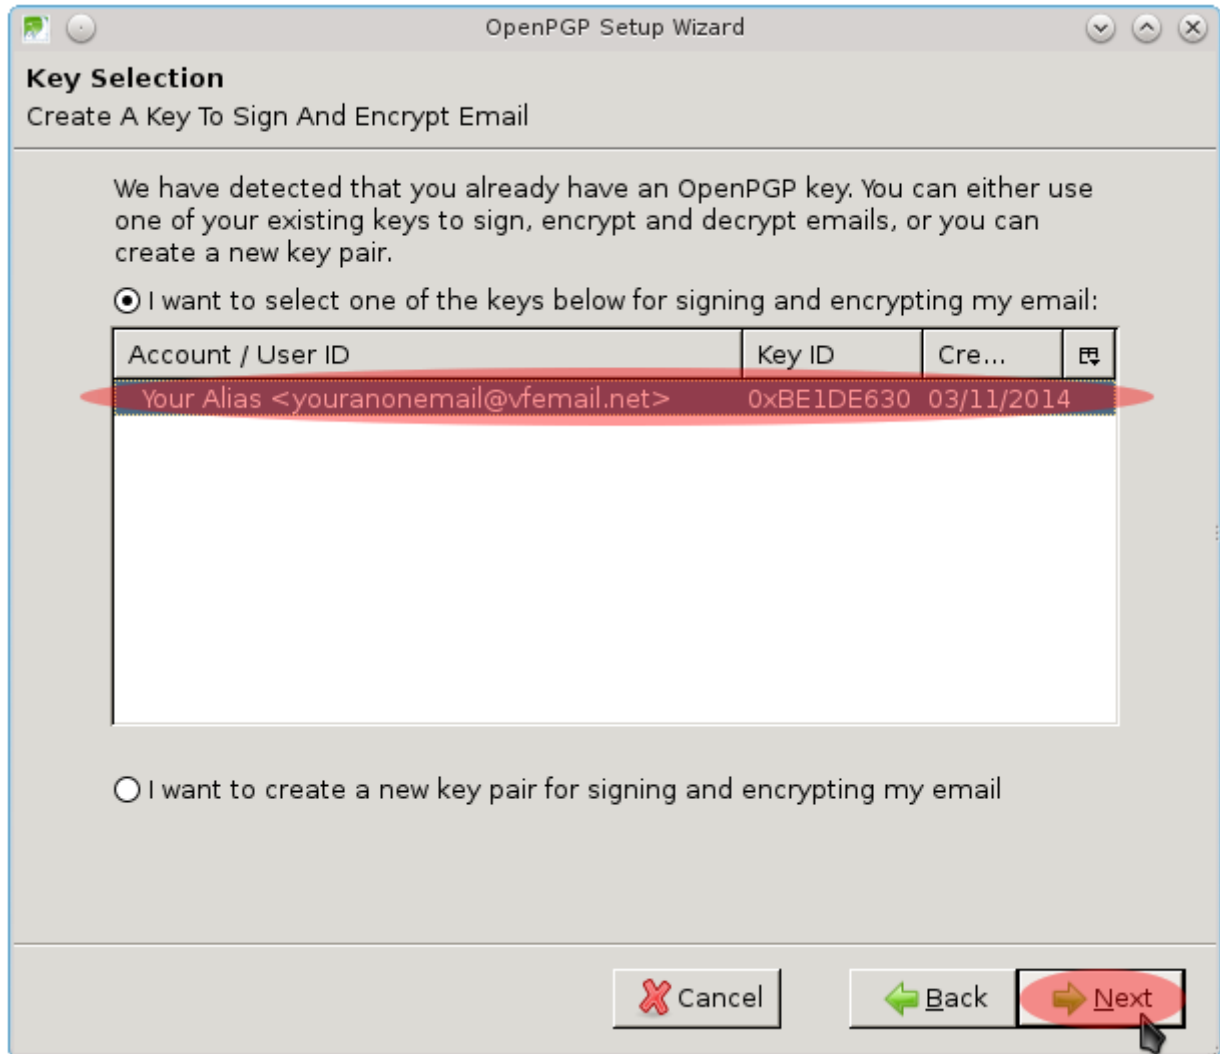 OpenPGP Setup Wizard
Key Selection
Create A Key To Sign And Encrypt Email
We have detected that you already have an OpenPGP key. You can either use
one of your existing keys to sign, encrypt and decrypt emails, or you can
create a new key pair.
I want to select one of the keys below for signing and encrypting my email:
Account / User ID Key ID Cre...
Your Alias <youranonemail@vfemail.net> 0xBE1DE630 03/11/2014
I want to create a new key pair for signing and encrypting my email
Cancel Back Next